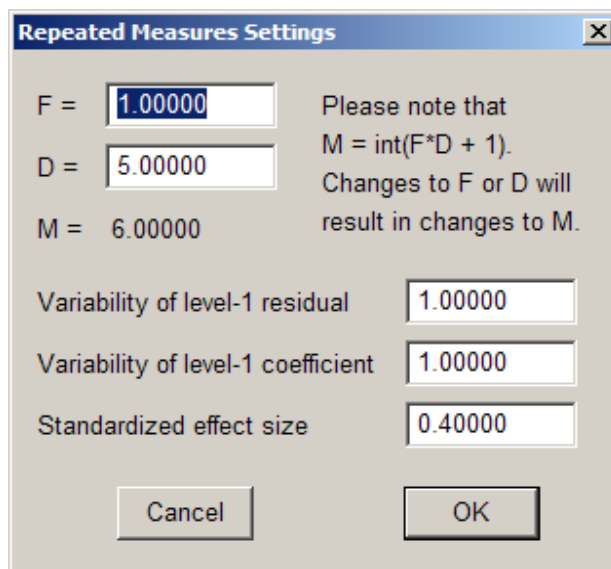 Repeated Measures Settings
F = 1.00000
D = 5.00000
M = 6.00000
Please note that
M = int(F*D + 1).
Changes to F or D will
result in changes to M.
Variability of level-1 residual 1.00000
Variability of level-1 coefficient 1.00000
Standardized effect size 0.40000
Cancel OK